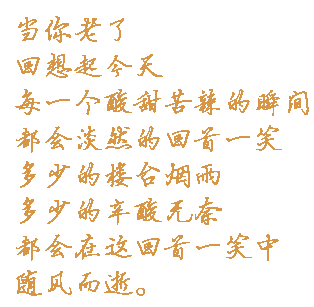 当你老了
回想起今天
每一个酸甜苦辣的瞬间
都会淡然的回首一笑
多少的楼台烟雨
多少的辛酸无奈
都会在这回首一笑中
随风而逝。